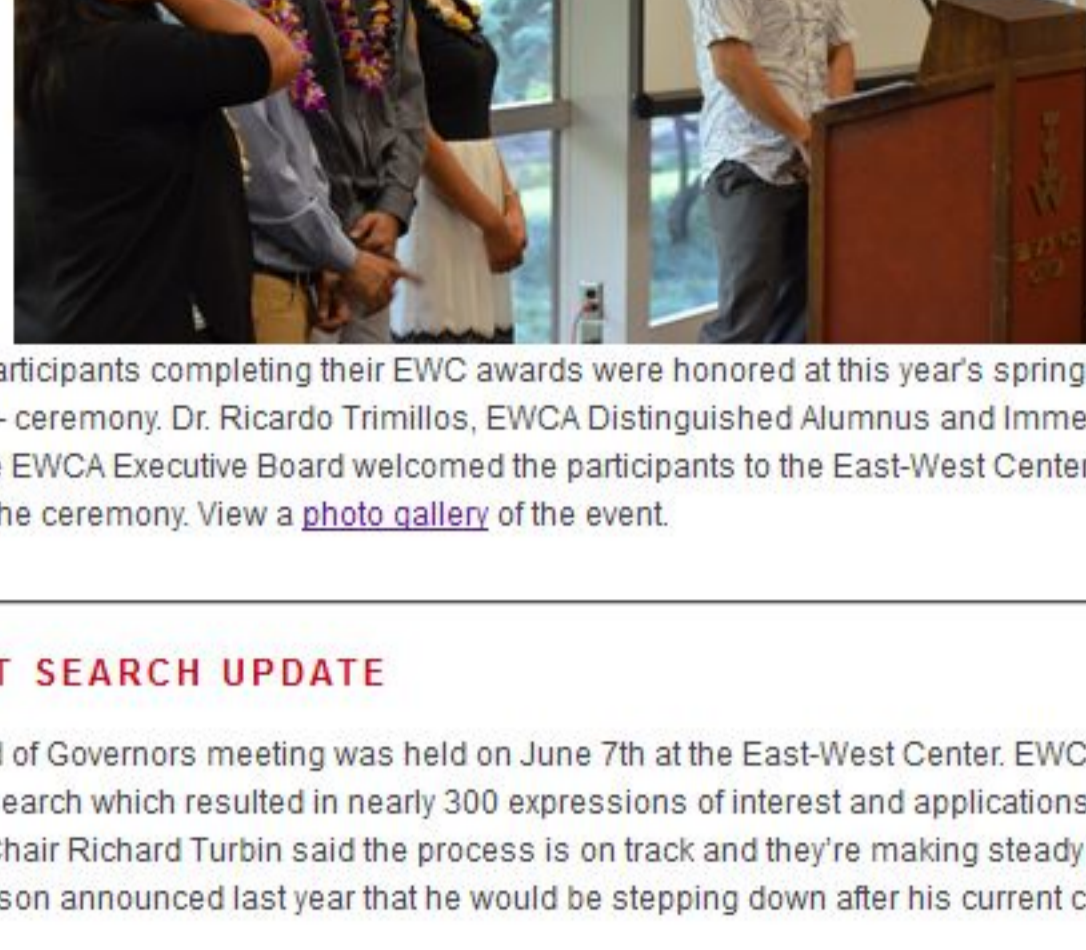 articipants completing their EWC awards were honored at this year's spring
- ceremony. Dr. Ricardo Trimillos, EWCA Distinguished Alumnus and Imme
e EWCA Executive Board welcomed the participants to the East-West Center
he ceremony. View a photo gallery of the event.
T SEARCH UPDATE
d of Governors meeting was held on June 7th at the East-West Center. EWC
earch which resulted in nearly 300 expressions of interest and applications
Chair Richard Turbin said the process is on track and they're making steady
son announced last year that he would be stepping down after his current c